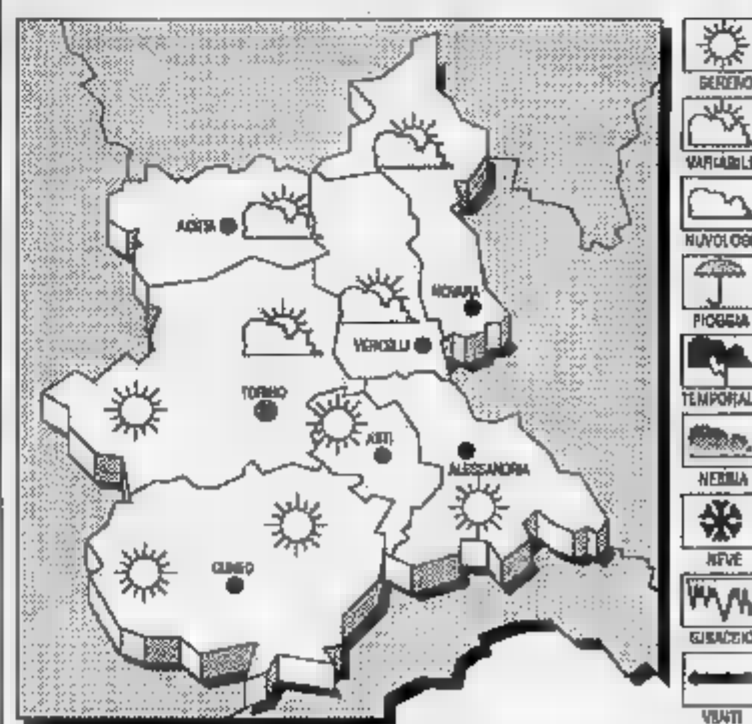 AOSTA
NOVARA
VERCELLI
TORINO
ASTI
ALESSANDRIA
CUNEO
SERENO
VARIABILE
NUVOLOSO
PIOGGIA
TEMPORALE
NEBBIA
NEVE
GHIACCIO
VENTI